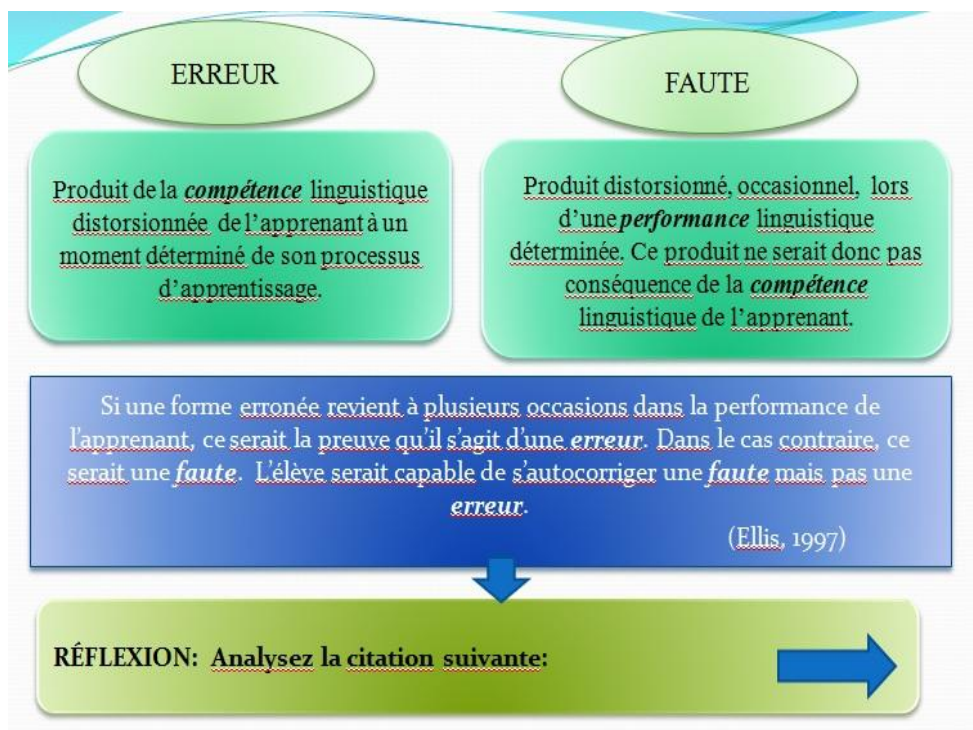 ERREUR
FAUTE
Produit de la compétence linguistique
distorsionnée de l'apprenant à un
moment déterminé de son processus
d'apprentissage.
Produit distorsionné, occasionnel, lors
d'une performance linguistique
déterminée. Ce produit ne serait donc pas
conséquence de la compétence
linguistique de l'apprenant.
Si une forme erronée revient à plusieurs occasions dans la performance de
l'apprenant, ce serait la preuve qu'il s'agit d'une erreur. Dans le cas contraire, ce
serait une faute. L'élève serait capable de s'autocorriger une faute mais pas une
erreur.
(Ellis, 1997)
RÉFLEXION: Analysez la citation suivante: